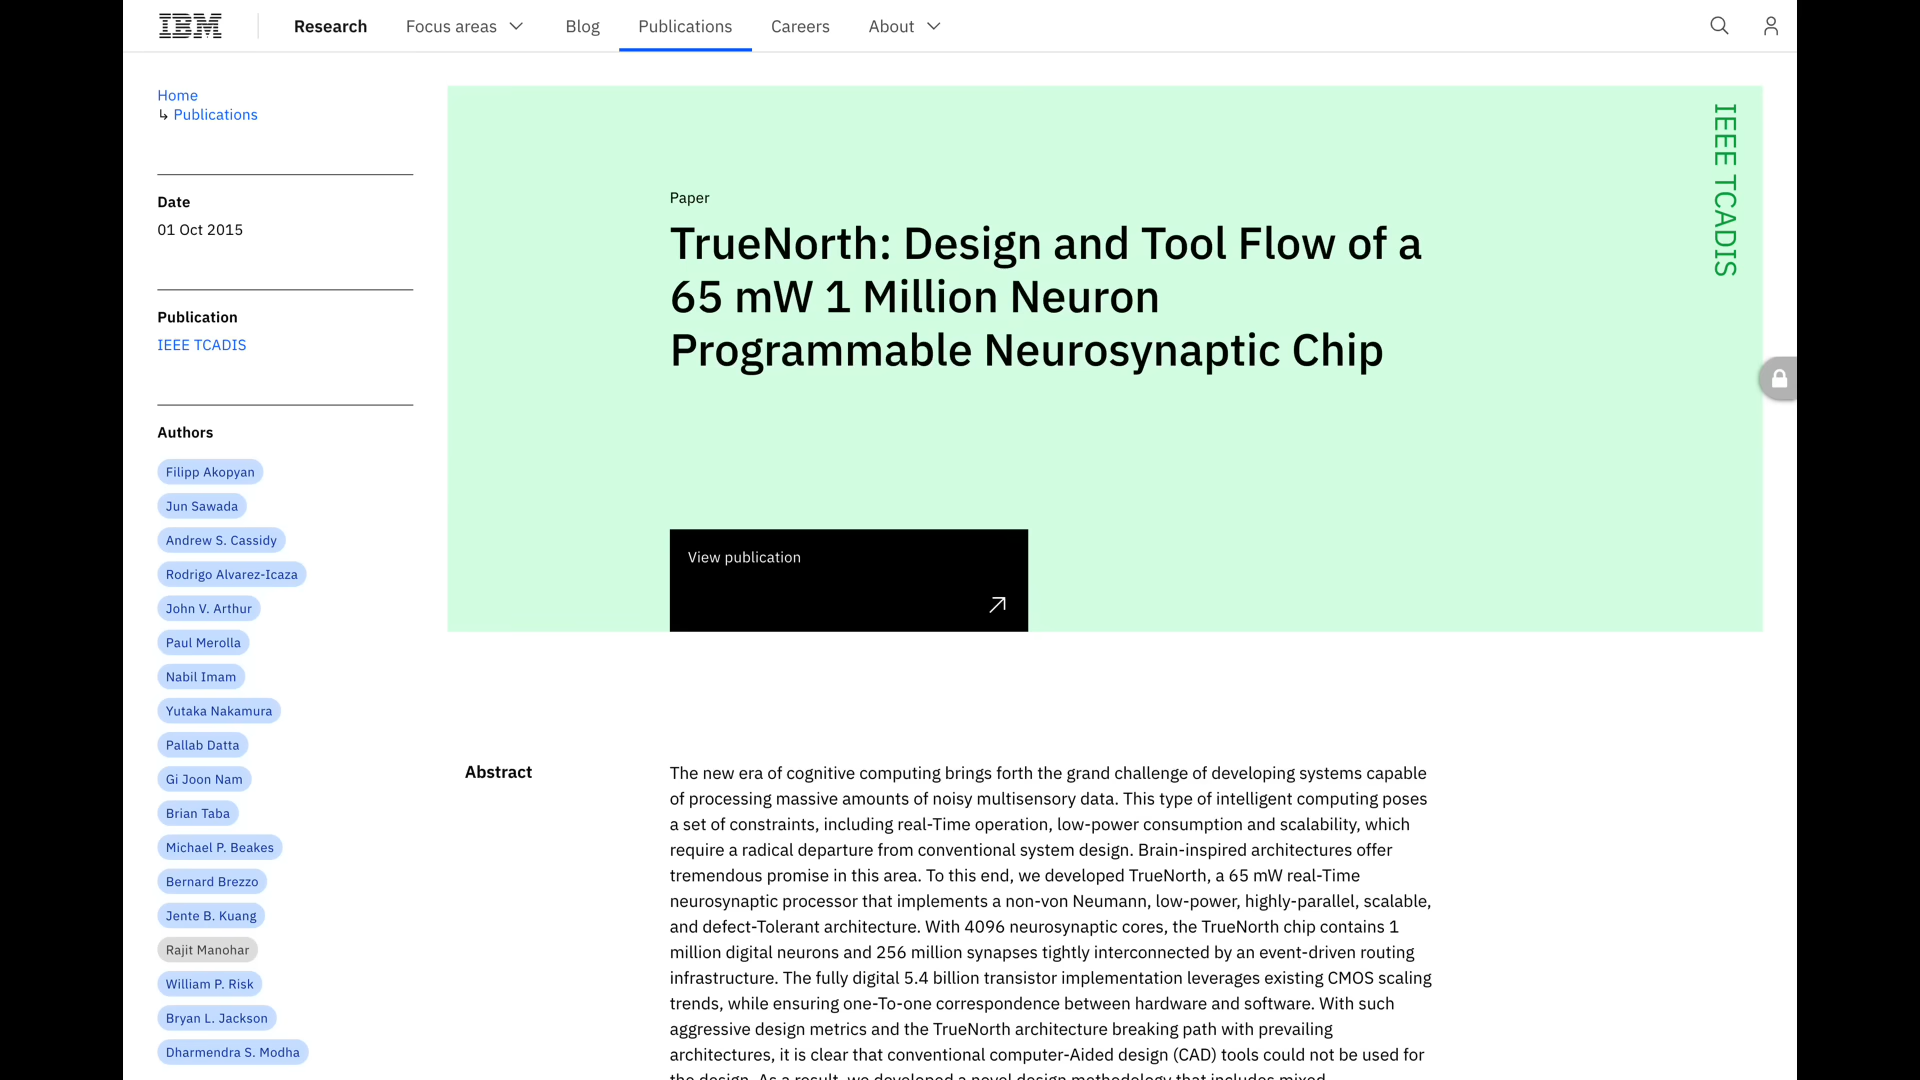 IBM
Research
Focus areas
Blog
Publications
Careers
About
Home
↳ Publications
Date
01 Oct 2015
Publication
IEEE TCADIS
Authors
Filipp Akopyan
Jun Sawada
Andrew S. Cassidy
Rodrigo Alvarez-Icaza
John V. Arthur
Paul Merolla
Nabil Imam
Yutaka Nakamura
Pallab Datta
Gi Joon Nam
Brian Taba
Michael P. Beakes
Bernard Brezzo
Jente B. Kuang
Rajit Manohar
William P. Risk
Bryan L. Jackson
Dharmendra S. Modha
IEEE TCADIS
Paper
TrueNorth: Design and Tool Flow of a
65 mW 1 Million Neuron
Programmable Neurosynaptic Chip
View publication
Abstract
The new era of cognitive computing brings forth the grand challenge of developing systems capable
of processing massive amounts of noisy multisensory data. This type of intelligent computing poses
a set of constraints, including real-Time operation, low-power consumption and scalability, which
require a radical departure from conventional system design. Brain-inspired architectures offer
tremendous promise in this area. To this end, we developed TrueNorth, a 65 mW real-Time
neurosynaptic processor that implements a non-von Neumann, low-power, highly-parallel, scalable,
and defect-Tolerant architecture. With 4096 neurosynaptic cores, the TrueNorth chip contains 1
million digital neurons and 256 million synapses tightly interconnected by an event-driven routing
infrastructure. The fully digital 5.4 billion transistor implementation leverages existing CMOS scaling
trends, while ensuring one-To-one correspondence between hardware and software. With such
aggressive design metrics and the TrueNorth architecture breaking path with prevailing
architectures, it is clear that conventional computer-Aided design (CAD) tools could not be used for
the design. As a result, we developed a novel design methodology that includes mixed